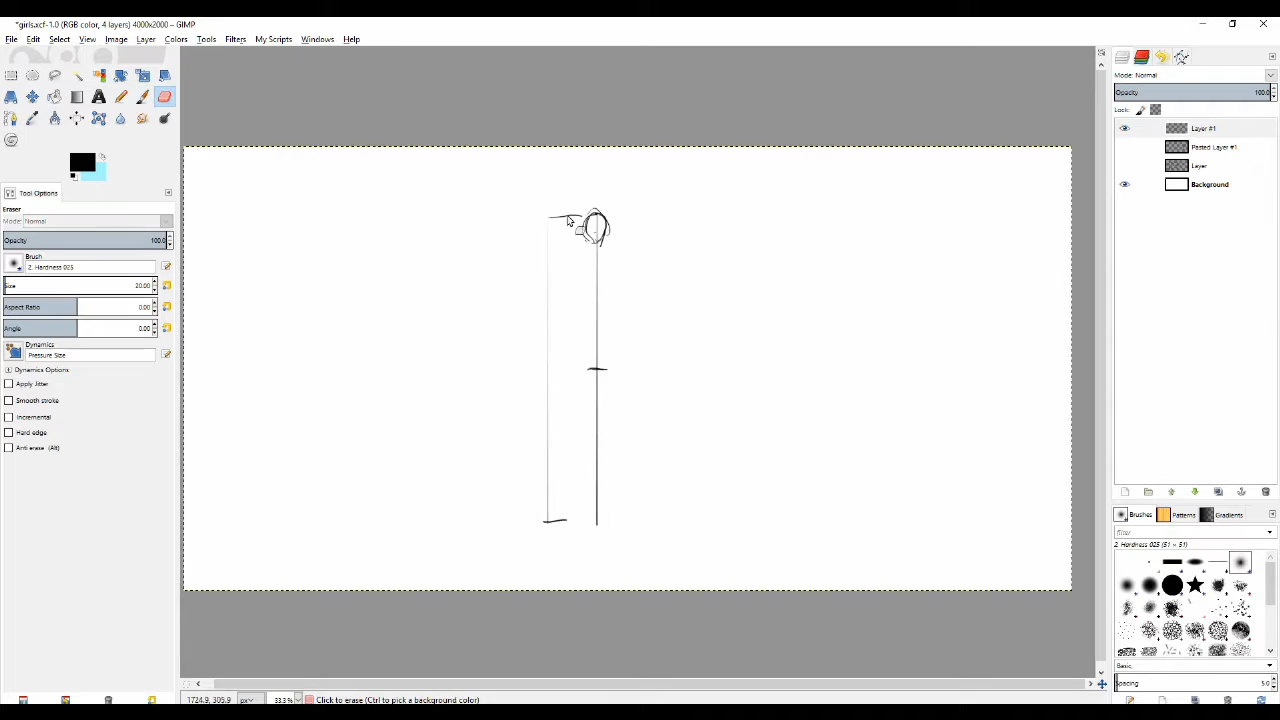 *girls.xcf-1.0 (RGB color, 4 layers) 4000x2000 – GIMP
File Edit Select View Image Layer Colors Tools Filters My Scripts Windows Help
Mode: Normal
Opacity 100.0
Lock:
Layer #1
Pasted Layer #1
Layer
Background
Tool Options
Eraser
Mode: Normal
Opacity 100.0
Brush
2. Hardness 025
Size 20.00
Aspect Ratio 0.00
Angle 0.00
Dynamics
Pressure Size
Dynamics Options
Apply Jitter
Smooth stroke
Incremental
Hard edge
Anti erase (Alt)
Brushes Patterns Gradients
filter
2. Hardness 025 (51 × 51)
Basic,
Spacing 5.0
1724.9, 305.9 px 33.3% Click to erase (Ctrl to pick a background color)